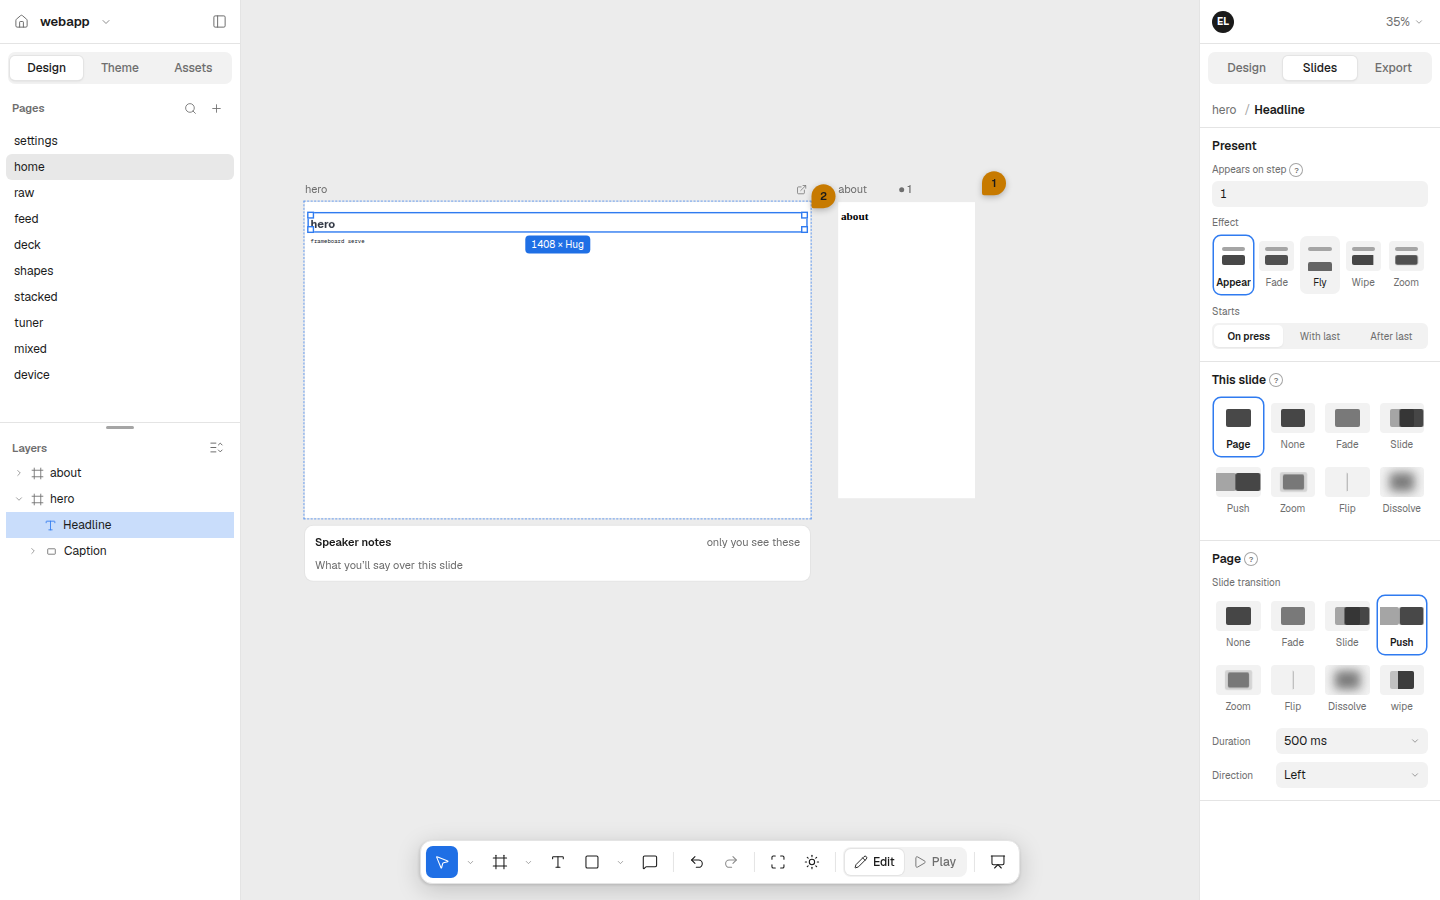 webapp
Design Theme Assets
Pages
settings
home
raw
feed
deck
shapes
stacked
tuner
mixed
device
Layers
about
hero
Headline
Caption
hero
2
about
1
1
hero
frameboard serve
1408 × Hug
about
Speaker notes
only you see these
What you'll say over this slide
Edit
Play
EL
35%
Design Slides Export
hero / Headline
Present
Appears on step ?
1
Effect
Appear Fade Fly Wipe Zoom
Starts
On press With last After last
This slide ?
Page None Fade Slide
Push Zoom Flip Dissolve
Page ?
Slide transition
None Fade Slide Push
Zoom Flip Dissolve wipe
Duration 500 ms
Direction Left